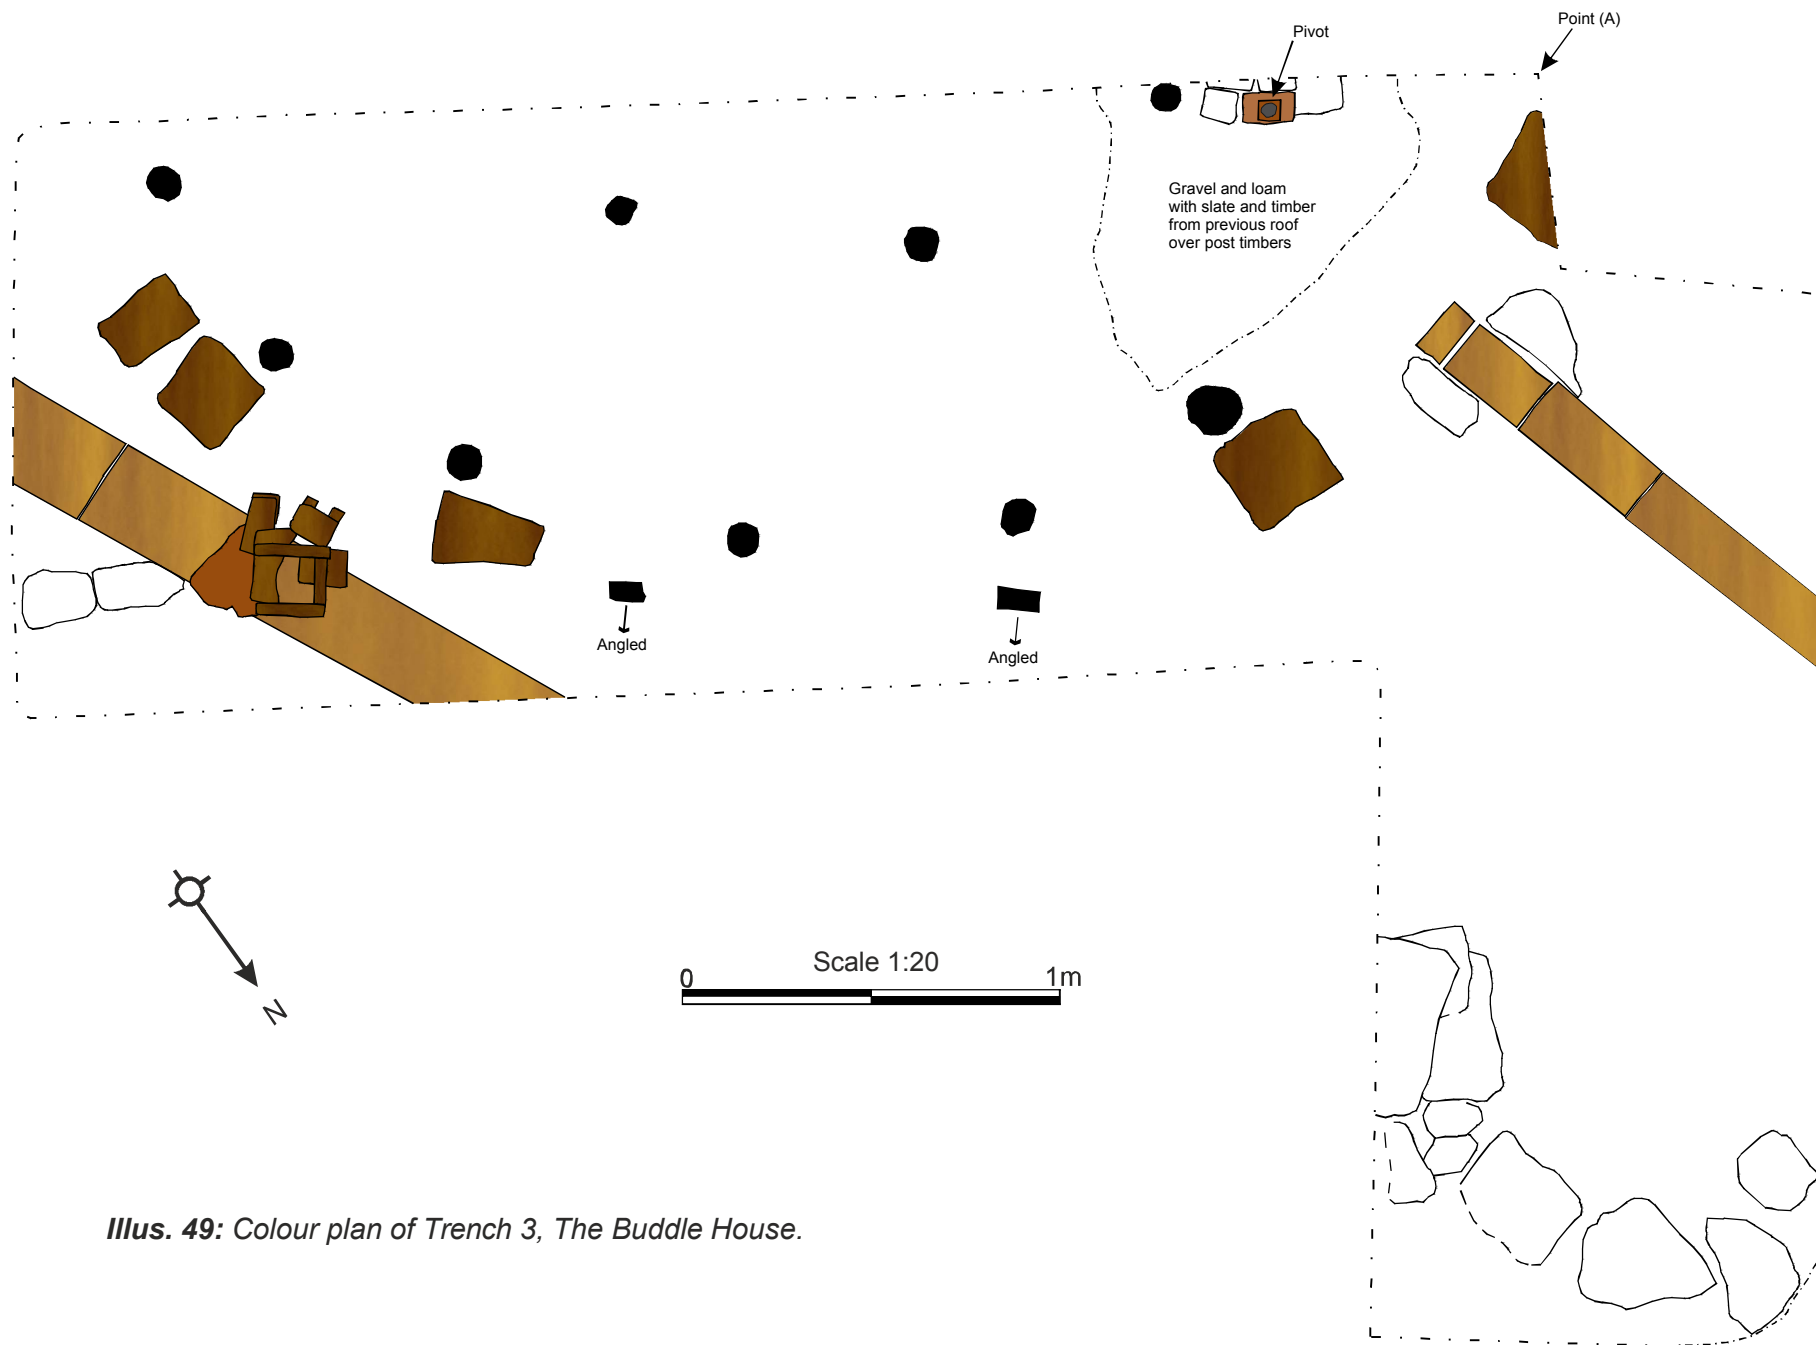 Point (A)
Pivot
Gravel and loam
with slate and timber
from previous roof
over post timbers
Angled
Angled
Scale 1:20
0
1m
N
Illus. 49: Colour plan of Trench 3, The Buddle House.